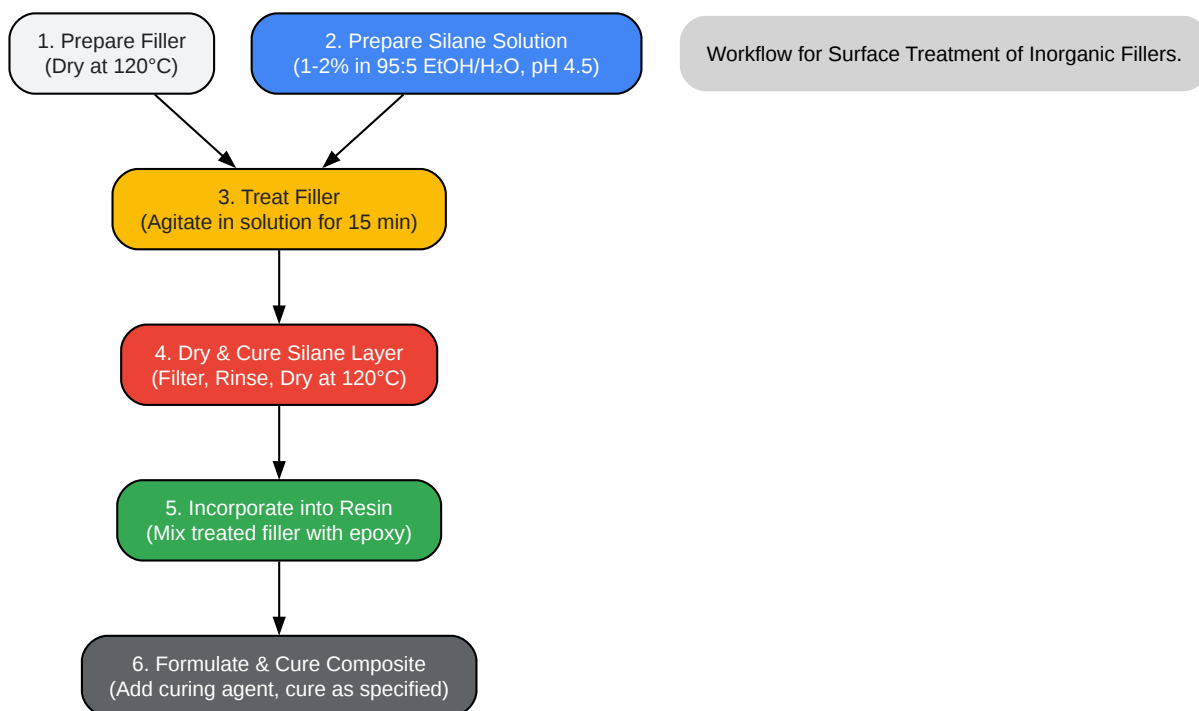 1. Prepare Filler
(Dry at 120°C)
2. Prepare Silane Solution
(1-2% in 95:5 EtOH/H₂O, pH 4.5)
Workflow for Surface Treatment of Inorganic Fillers.
3. Treat Filler
(Agitate in solution for 15 min)
4. Dry & Cure Silane Layer
(Filter, Rinse, Dry at 120°C)
5. Incorporate into Resin
(Mix treated filler with epoxy)
6. Formulate & Cure Composite
(Add curing agent, cure as specified)